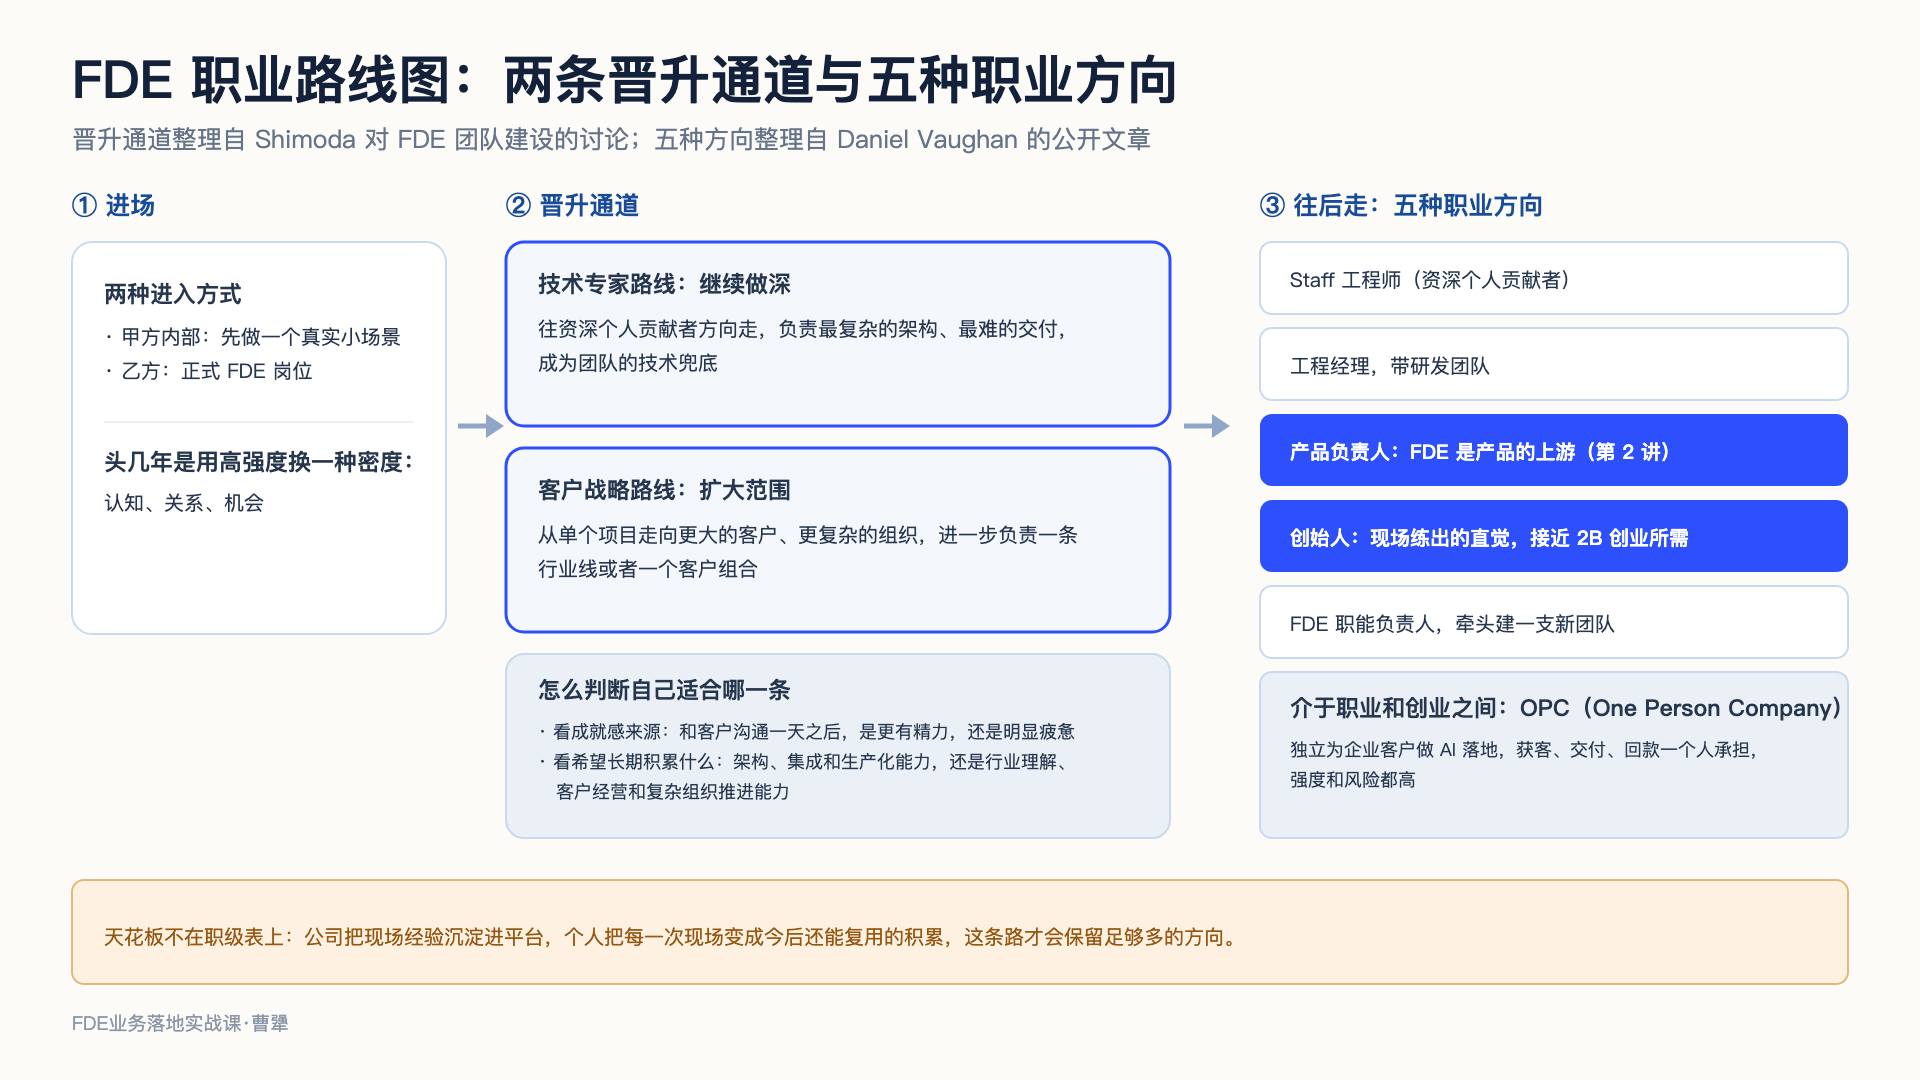 FDE 职业路线图：两条晋升通道与五种职业方向
晋升通道整理自 Shimoda 对 FDE 团队建设的讨论；五种方向整理自 Daniel Vaughan 的公开文章
① 进场
两种进入方式
· 甲方内部：先做一个真实小场景
· 乙方：正式 FDE 岗位
头几年是用高强度换一种密度：
认知、关系、机会
② 晋升通道
技术专家路线：继续做深
往资深个人贡献者方向走，负责最复杂的架构、最难的交付，
成为团队的技术兜底
客户战略路线：扩大范围
从单个项目走向更大的客户、更复杂的组织，进一步负责一条
行业线或者一个客户组合
怎么判断自己适合哪一条
· 看成就感来源：和客户沟通一天之后，是更有精力，还是明显疲惫
· 看希望长期积累什么：架构、集成和生产化能力，还是行业理解、
客户经营和复杂组织推进能力
③ 往后走：五种职业方向
Staff 工程师（资深个人贡献者）
工程经理，带研发团队
产品负责人：FDE 是产品的上游（第 2 讲）
创始人：现场练出的直觉，接近 2B 创业所需
FDE 职能负责人，牵头建一支新团队
介于职业和创业之间：OPC（One Person Company）
独立为企业客户做 AI 落地，获客、交付、回款一个人承担，
强度和风险都高
天花板不在职级表上：公司把现场经验沉淀进平台，个人把每一次现场变成今后还能复用的积累，这条路才会保留足够多的方向。
FDE业务落地实战课·曹犟